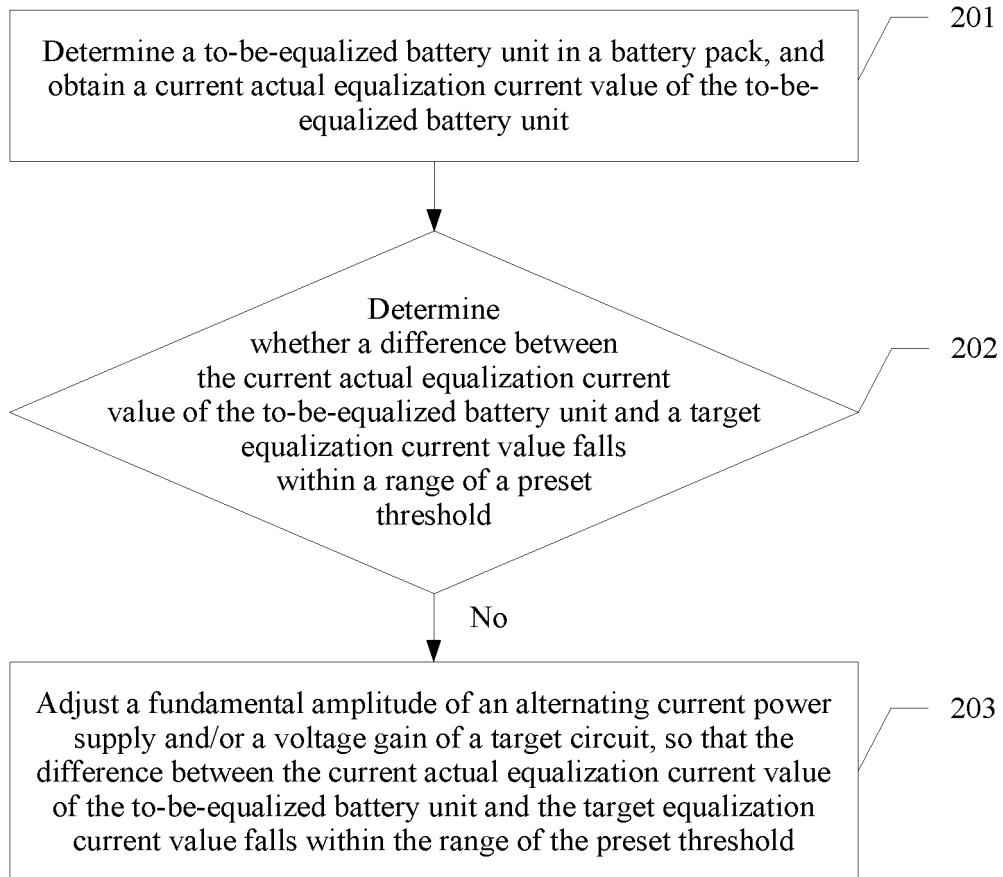 201
Determine a to-be-equalized battery unit in a battery pack, and
obtain a current actual equalization current value of the to-be-
equalized battery unit
Determine
whether a difference between
the current actual equalization current
value of the to-be-equalized battery unit and a target
equalization current value falls
within a range of a preset
threshold
202
No
Adjust a fundamental amplitude of an alternating current power
supply and/or a voltage gain of a target circuit, so that the
difference between the current actual equalization current value
of the to-be-equalized battery unit and the target equalization
current value falls within the range of the preset threshold
203